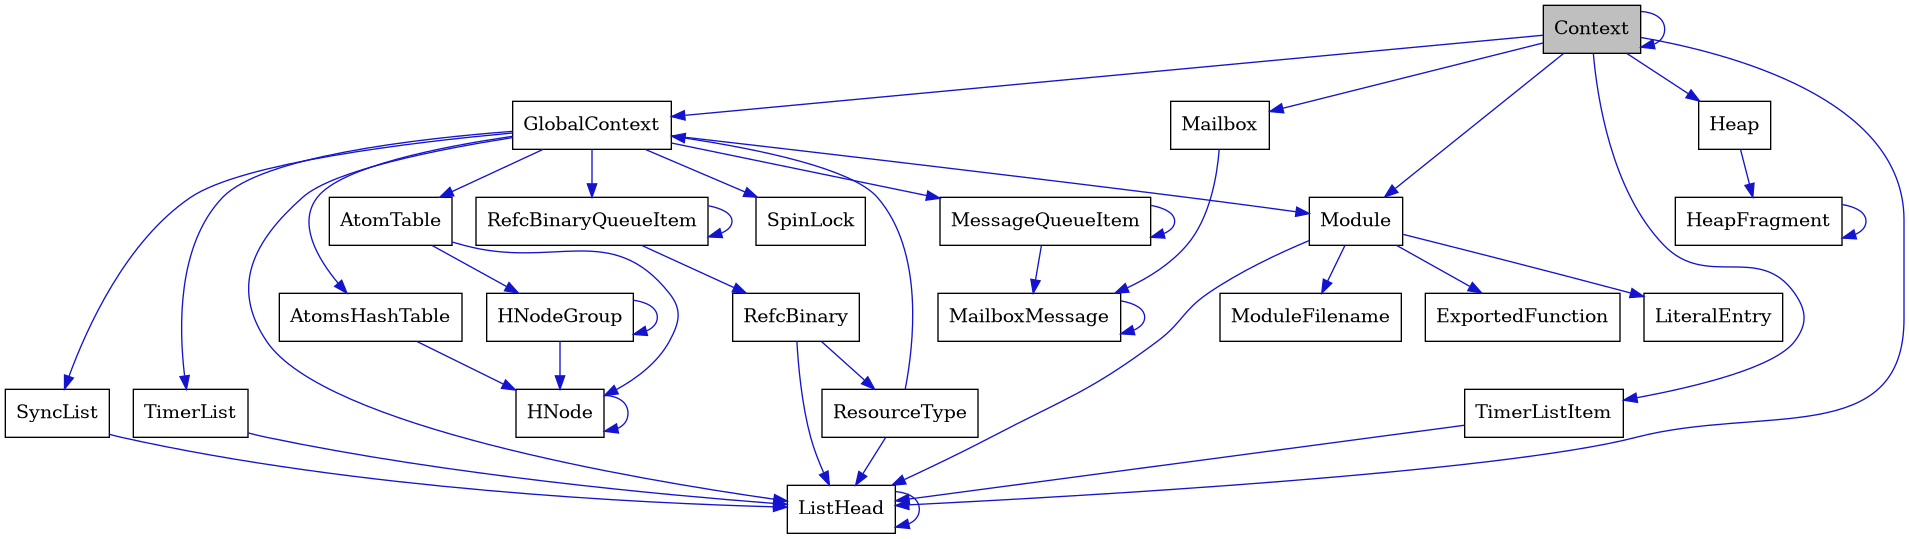 Context
GlobalContext
Mailbox
Heap
AtomTable
RefcBinaryQueueItem
SpinLock
MessageQueueItem
Module
HeapFragment
AtomsHashTable
HNodeGroup
RefcBinary
MailboxMessage
ModuleFilename
ExportedFunction
LiteralEntry
SyncList
TimerList
HNode
ResourceType
TimerListItem
ListHead